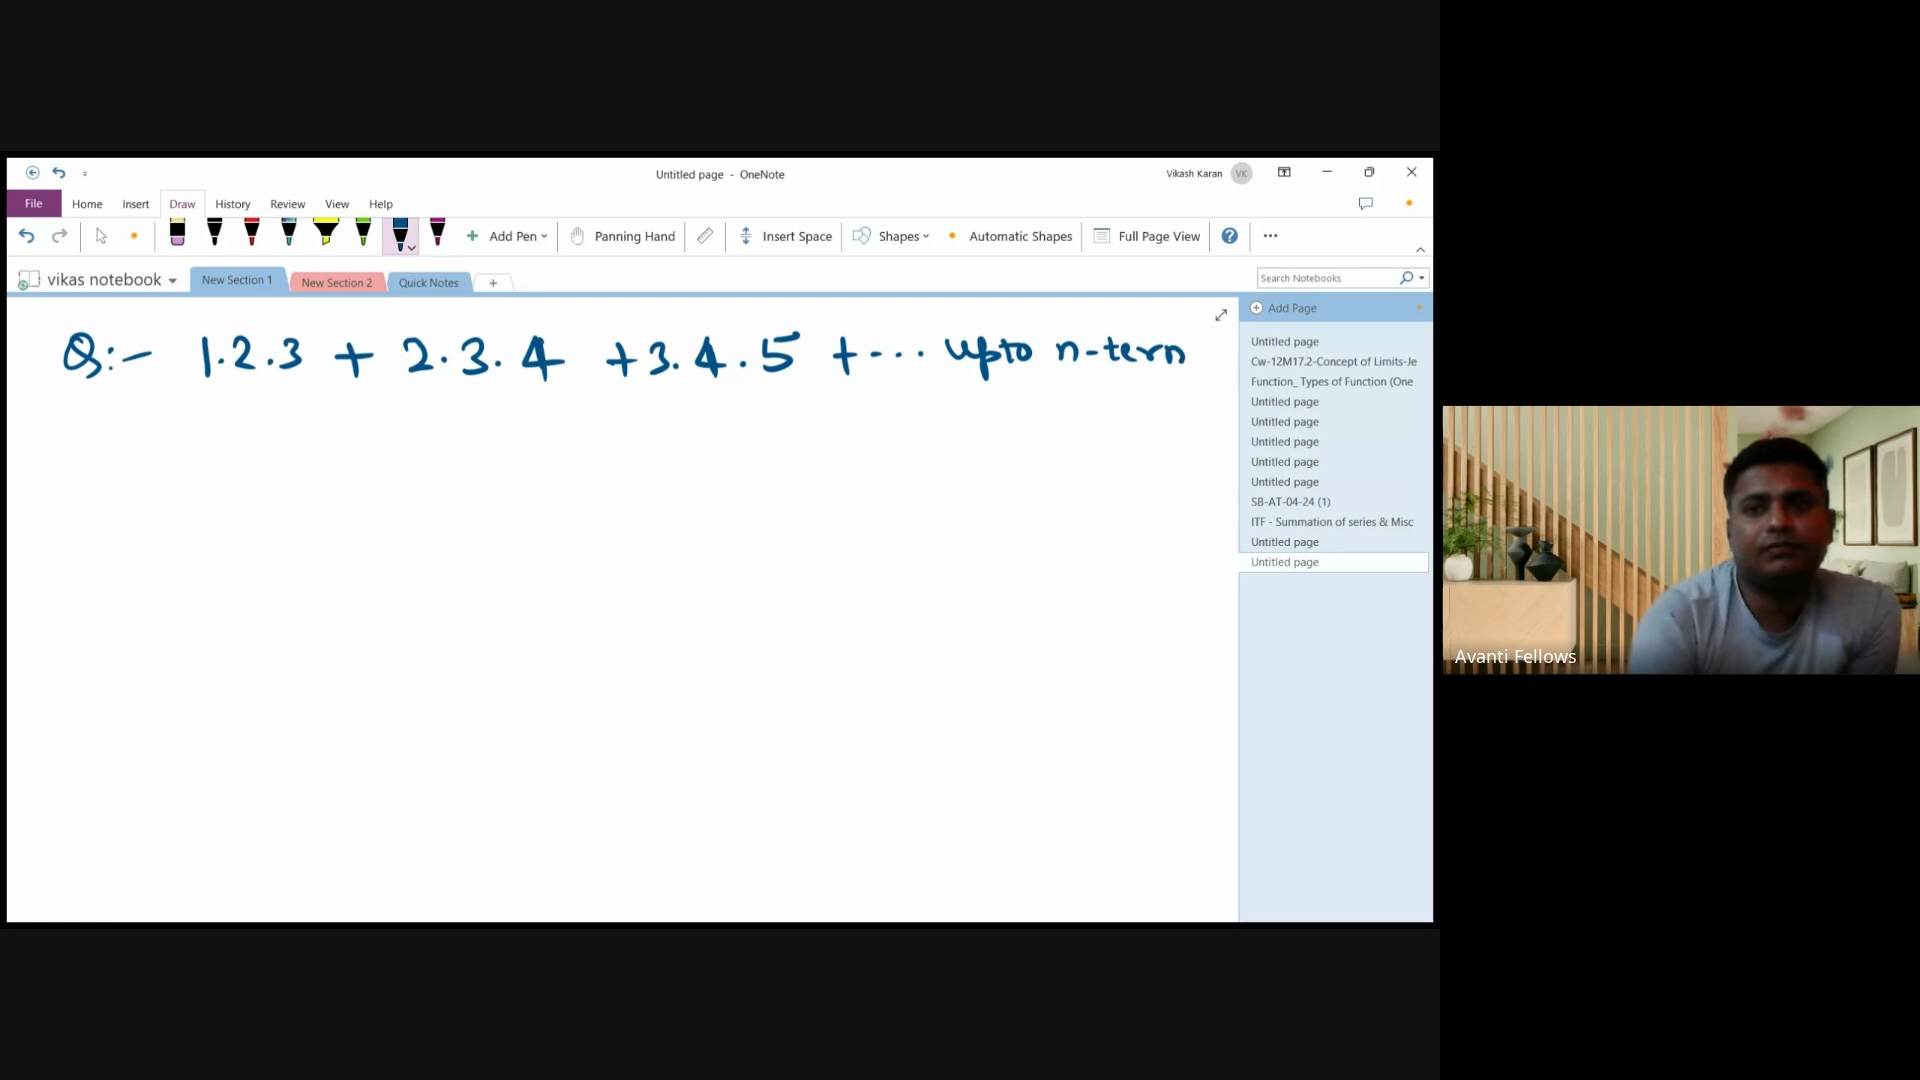 Untitled page - OneNote
Vikash Karan VK
File Home Insert Draw History Review View Help
Add Pen Panning Hand Insert Space Shapes Automatic Shapes Full Page View ? ...
vikas notebook New Section 1 New Section 2 Quick Notes + Search Notebooks
Q:- 1.2.3 + 2.3.4 + 3.4.5 + ... upto n-term
Add Page
Untitled page
Cw-12M17.2-Concept of Limits-Je
Function_ Types of Function (One
Untitled page
Untitled page
Untitled page
Untitled page
Untitled page
SB-AT-04-24 (1)
ITF - Summation of series & Misc
Untitled page
Untitled page
Avanti Fellows